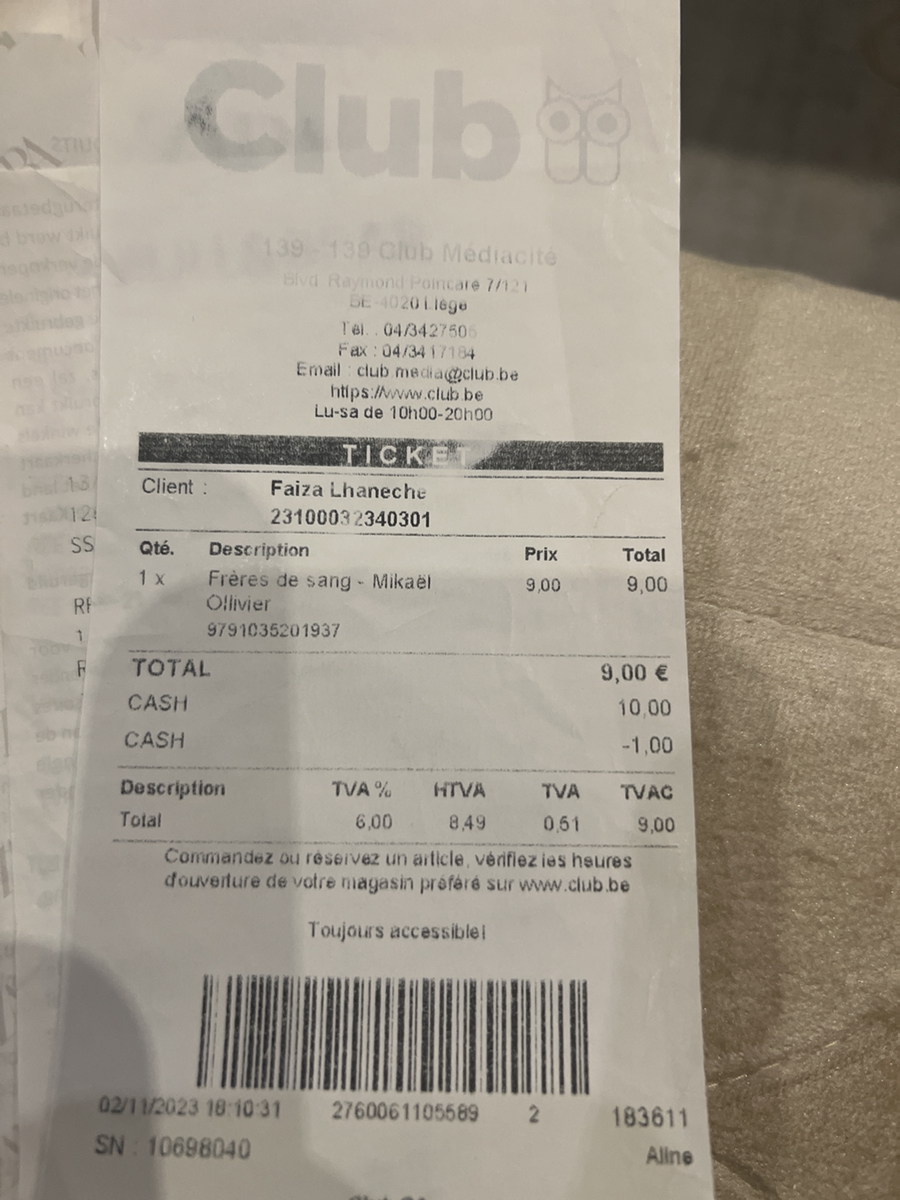 Club
139 - 139 Club Médiacité
Blvd. Raymond Poincaré 7/121
BE-4020 Liège
Tél. : 04/3427506
Fax : 04/3417184
Email : club.media@club.be
https://www.club.be
Lu-sa de 10h00-20h00
TICKET
Client : Faiza Lhaneche
23100032340301
Qté. Description Prix Total
1 x Frères de sang - Mikaël 9,00 9,00
Ollivier
9791035201937
TOTAL 9,00 €
CASH 10,00
CASH -1,00
Description TVA % HTVA TVA TVAC
Total 6,00 8,49 0,51 9,00
Commandez ou réservez un article, vérifiez les heures
d'ouverture de votre magasin préféré sur www.club.be
Toujours accessible!
02/11/2023 18:10:31 2760061105589 2 183611
SN : 10698040 Aline